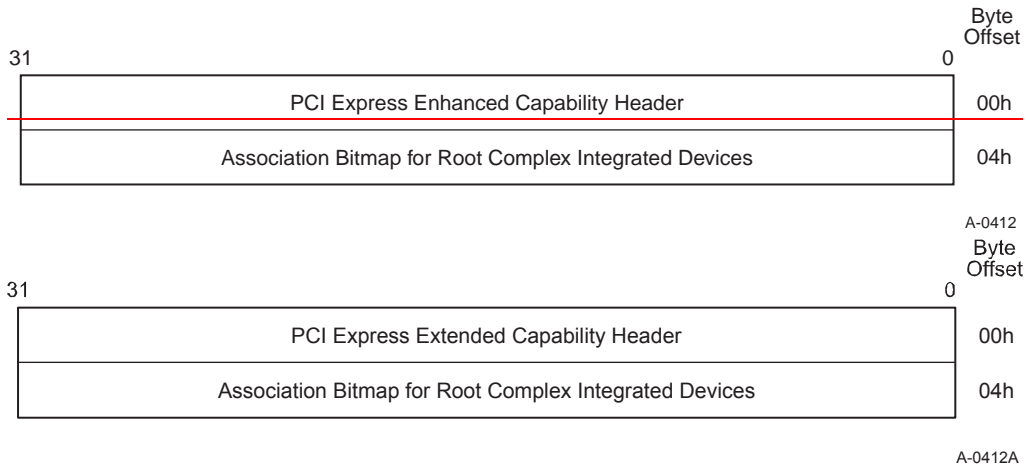 Byte
Offset
31 0
PCI Express Enhanced Capability Header 00h
Association Bitmap for Root Complex Integrated Devices 04h
A-0412
Byte
Offset
31 0
PCI Express Extended Capability Header 00h
Association Bitmap for Root Complex Integrated Devices 04h
A-0412A